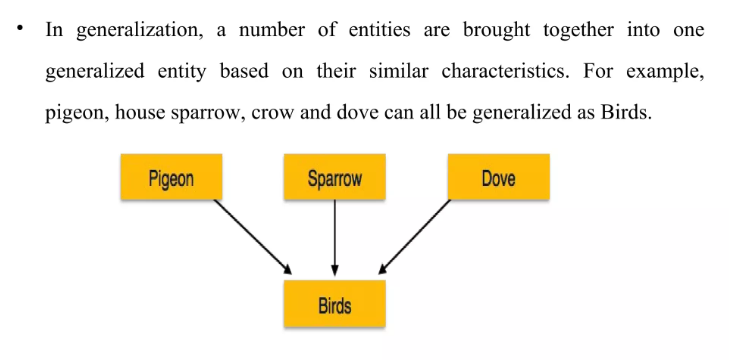 • In generalization, a number of entities are brought together into one
generalized entity based on their similar characteristics. For example,
pigeon, house sparrow, crow and dove can all be generalized as Birds.
Pigeon Sparrow Dove
Birds